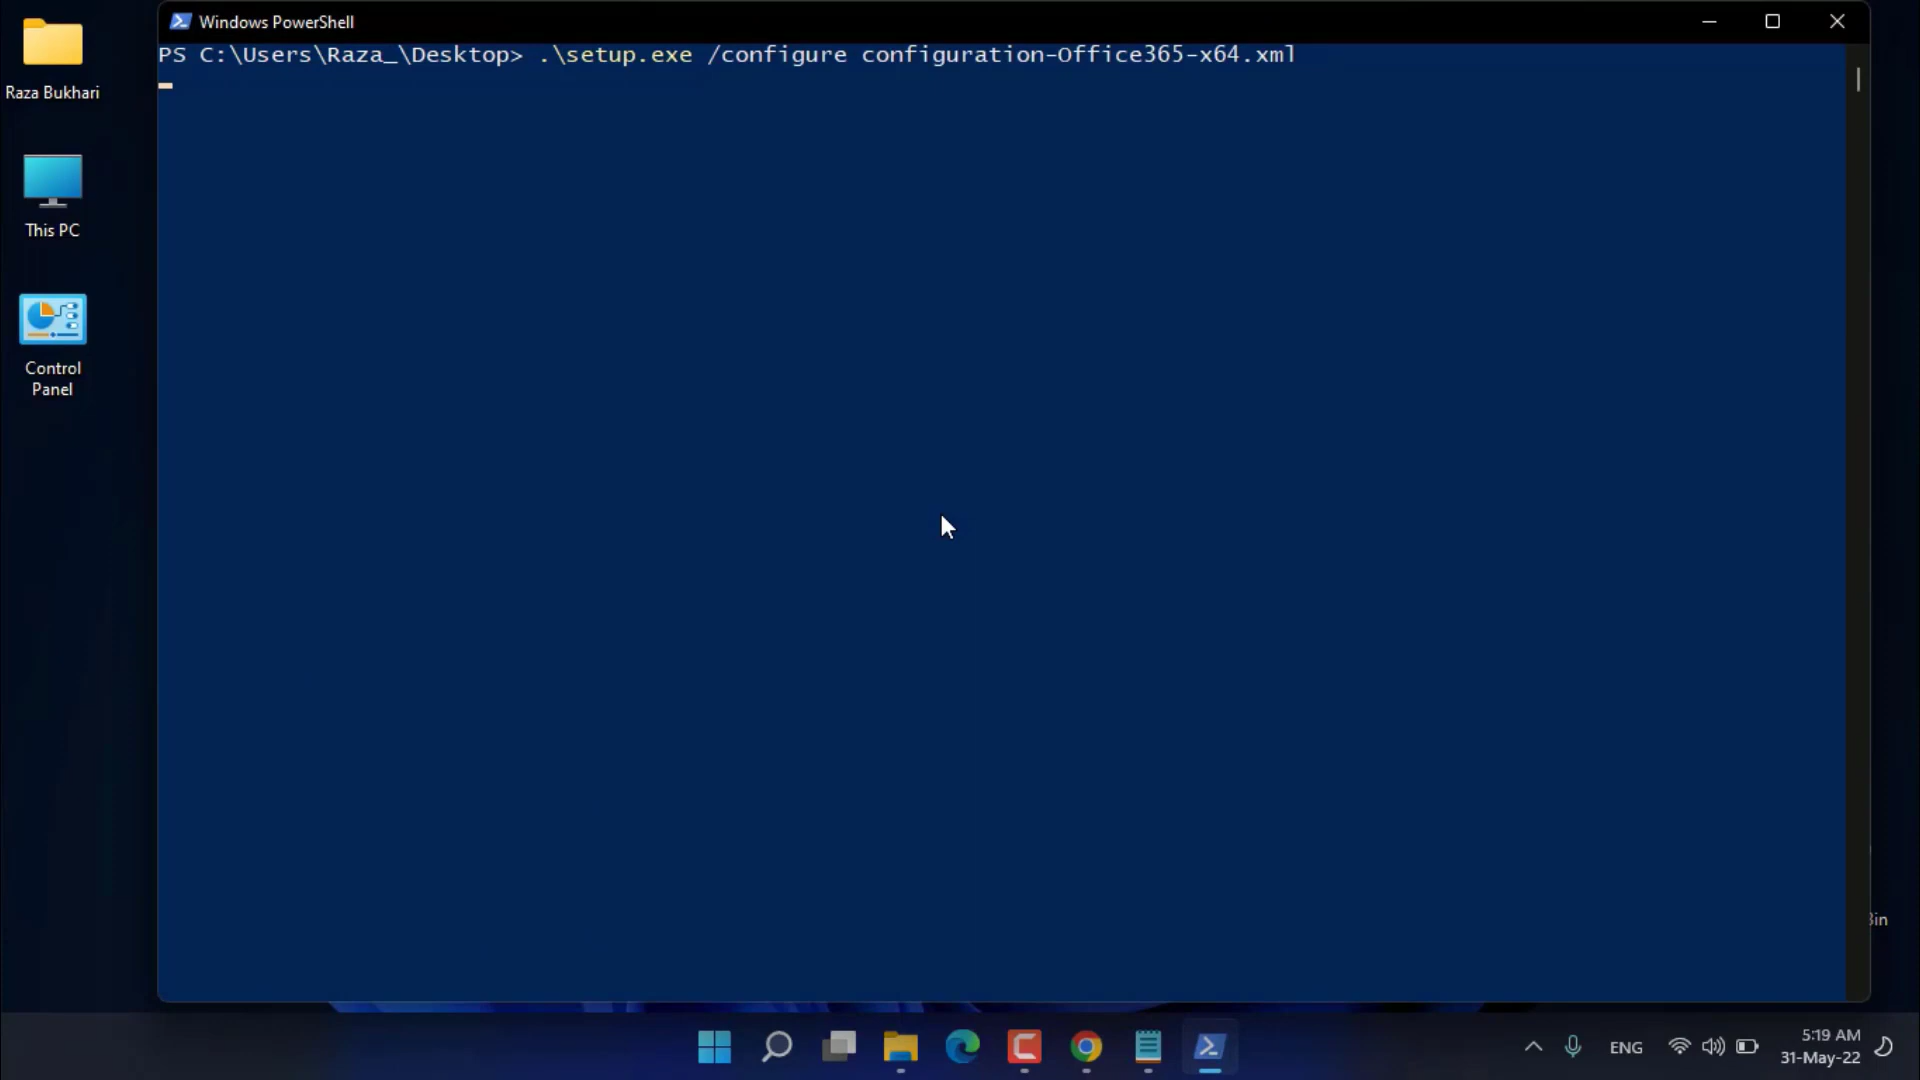 Windows PowerShell
PS C:\Users\Raza_\Desktop> .\setup.exe /configure configuration-Office365-x64.xml
Raza Bukhari
This PC
Control
Panel
Bin
ENG
5:19 AM
31-May-22